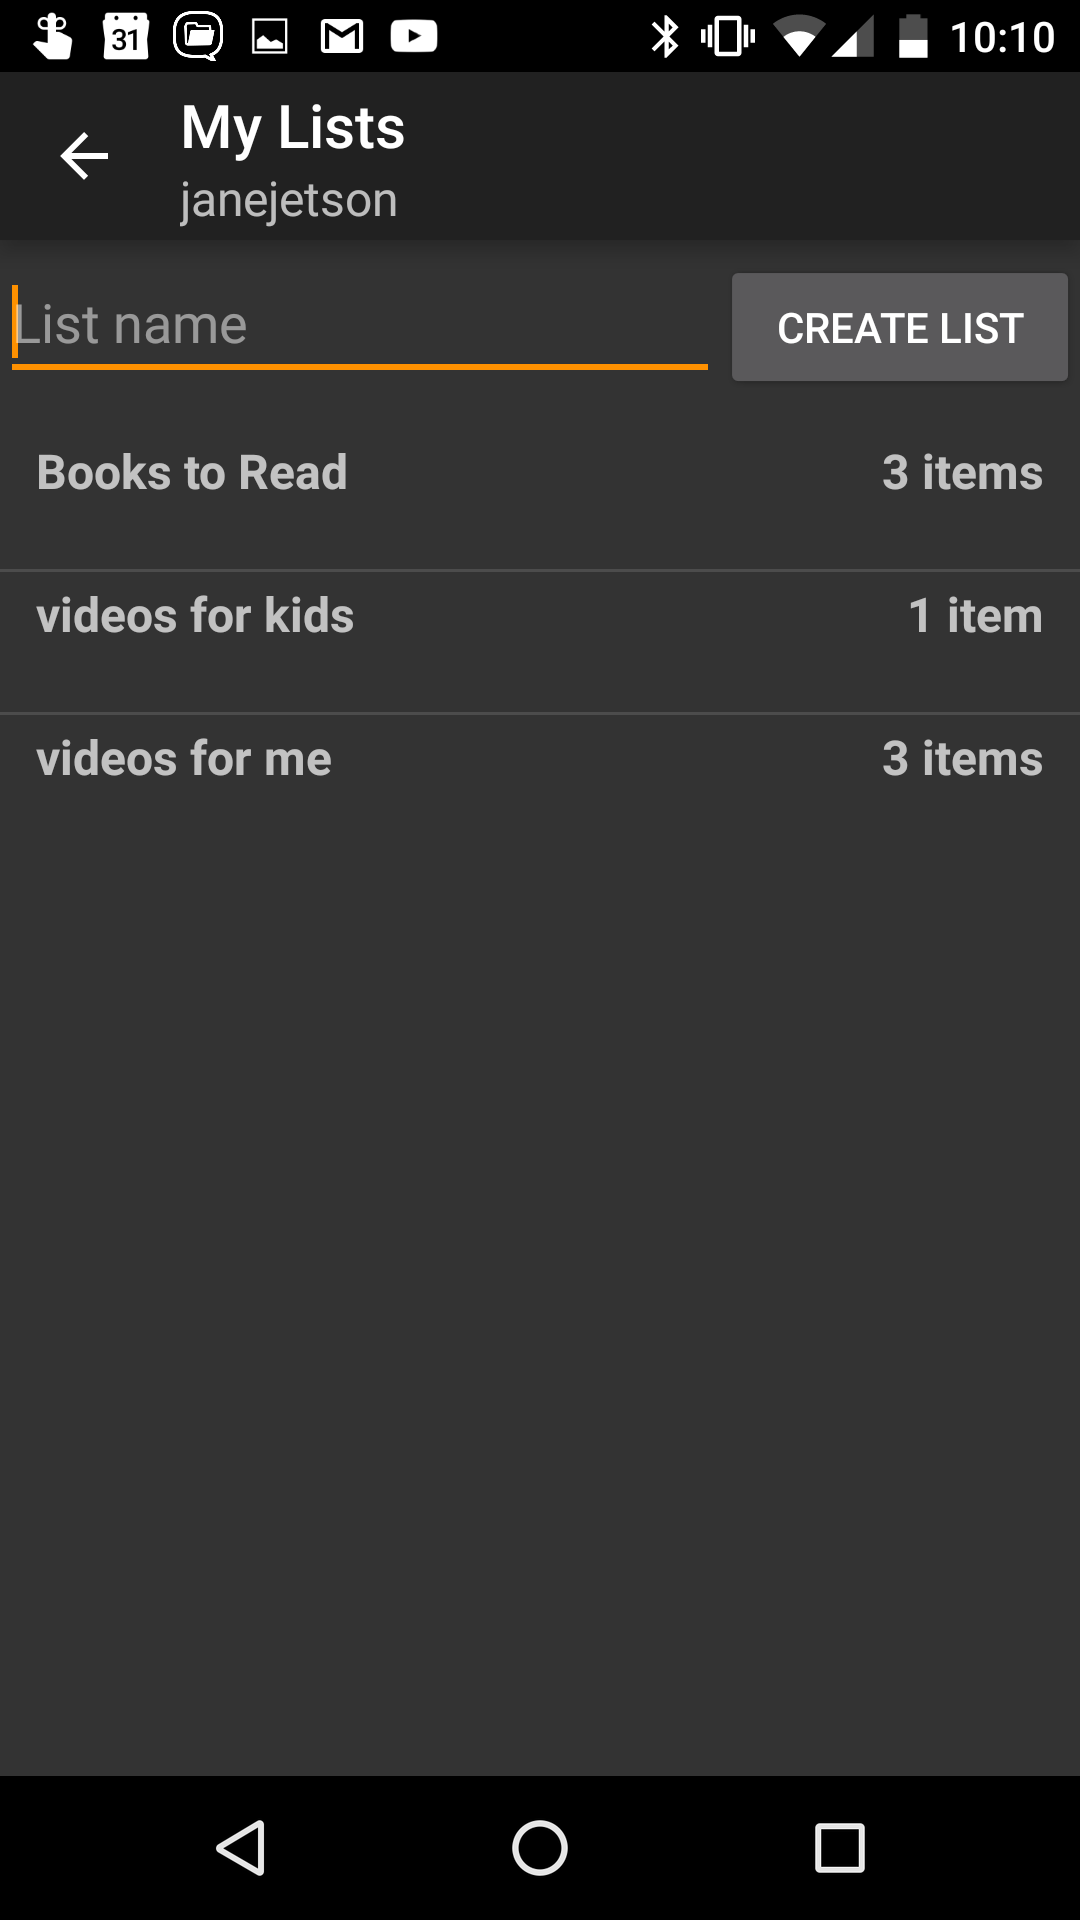 31 10:10
My Lists
janejetson
List name CREATE LIST
Books to Read 3 items
videos for kids 1 item
videos for me 3 items